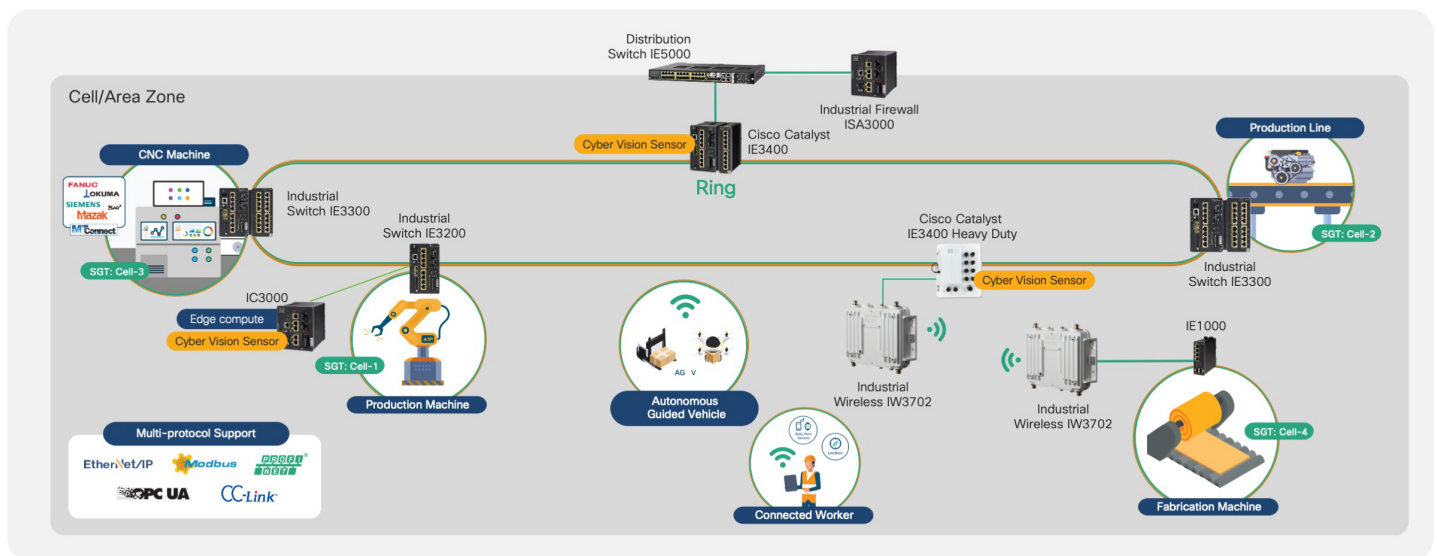 Distribution
Switch IE5000
Industrial Firewall
ISA3000
Cell/Area Zone
Cyber Vision Sensor
Cisco Catalyst
IE3400
Ring
CNC Machine
FANUC
OKUMA
SIEMENS
MAG
Mazak
MTConnect
SGT: Cell-3
Industrial
Switch IE3300
Industrial
Switch IE3200
IC3000
Edge compute
Cyber Vision Sensor
SGT: Cell-1
Production Machine
AG V
Autonomous
Guided Vehicle
Cisco Catalyst
IE3400 Heavy Duty
Cyber Vision Sensor
Industrial
Wireless IW3702
Production Line
SGT: Cell-2
Industrial
Switch IE3300
IE1000
Industrial
Wireless IW3702
SGT: Cell-4
Fabrication Machine
Location
Connected Worker
Multi-protocol Support
EtherNet/IP
Modbus
PROFI
NET
OPC UA
CC-Link